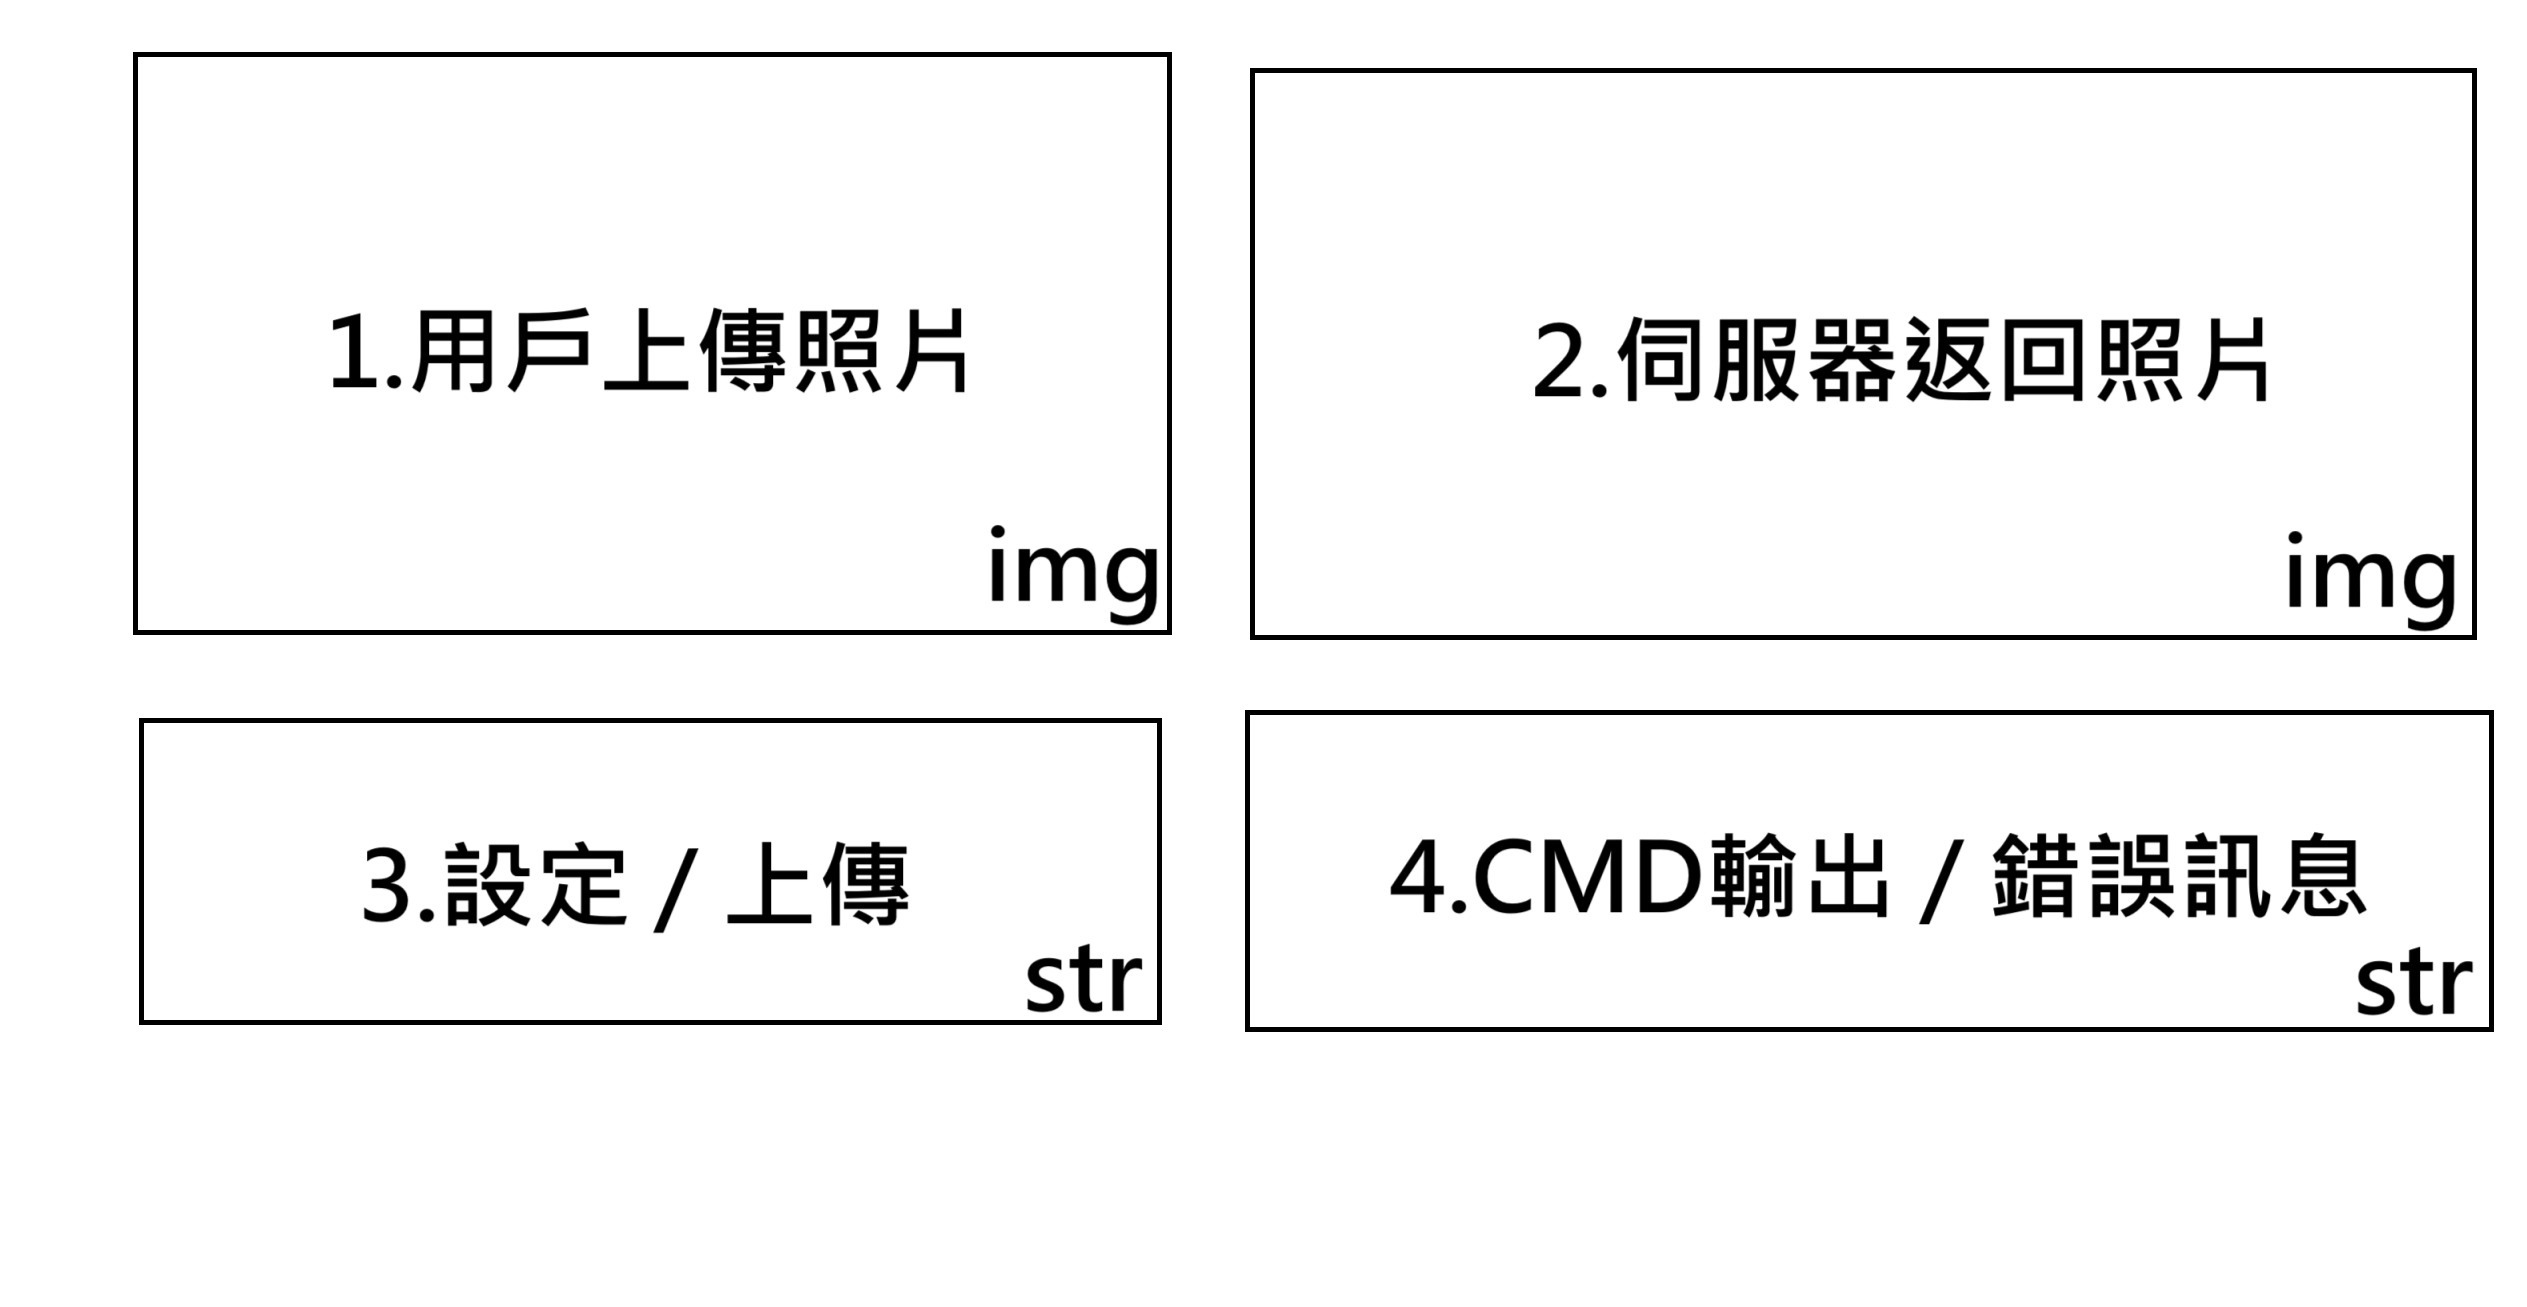 1.用戶上傳照片
img
2.伺服器返回照片
img
3.設定 / 上傳
str
4.CMD輸出 / 錯誤訊息
str